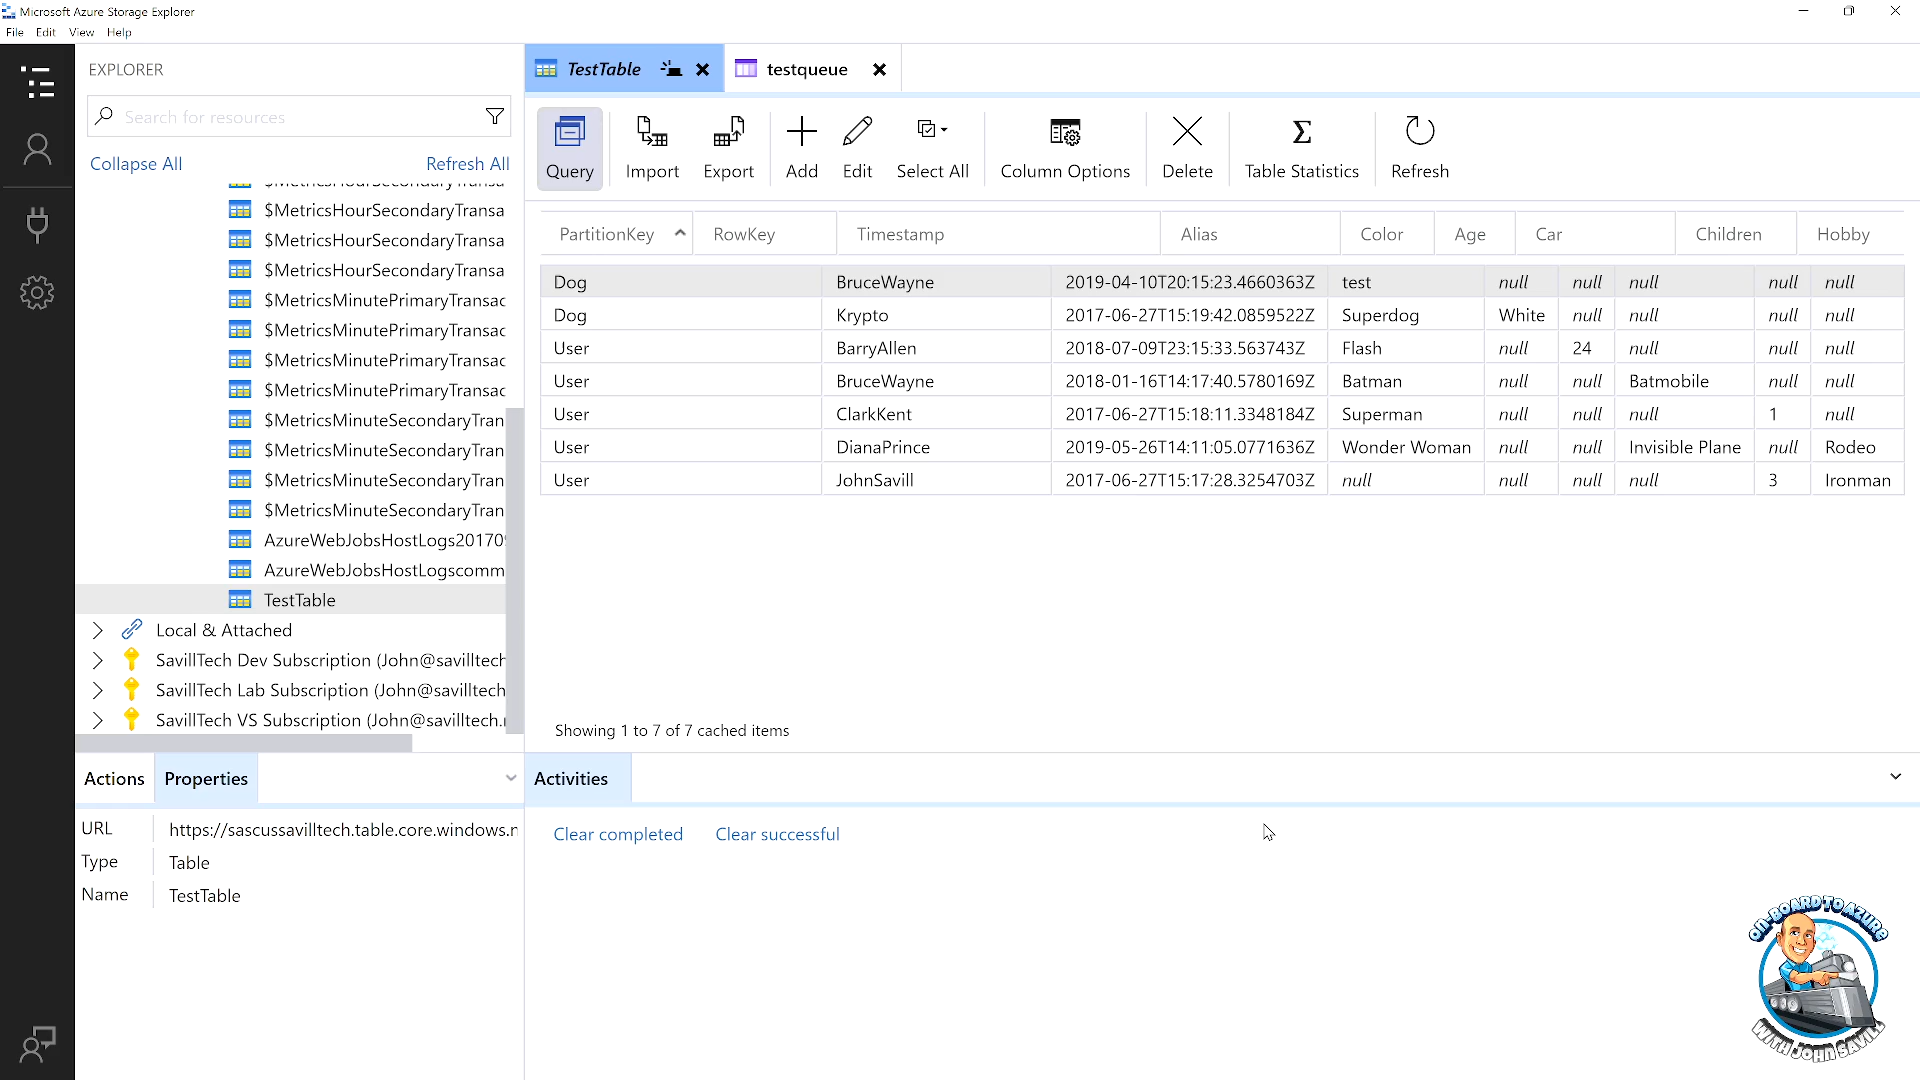 Microsoft Azure Storage Explorer
File Edit View Help
EXPLORER
Search for resources
Collapse All Refresh All
$MetricsHourSecondaryTransa
$MetricsHourSecondaryTransa
$MetricsHourSecondaryTransa
$MetricsHourSecondaryTransa
$MetricsMinutePrimaryTransac
$MetricsMinutePrimaryTransac
$MetricsMinutePrimaryTransac
$MetricsMinutePrimaryTransac
$MetricsMinuteSecondaryTran
$MetricsMinuteSecondaryTran
$MetricsMinuteSecondaryTran
$MetricsMinuteSecondaryTran
AzureWebJobsHostLogs20170
AzureWebJobsHostLogscomm
TestTable
Local & Attached
SavillTech Dev Subscription (John@savilltech
SavillTech Lab Subscription (John@savilltech
SavillTech VS Subscription (John@savilltech.
Actions Properties
URL https://sascussavilltech.table.core.windows.n
Type Table
Name TestTable
TestTable testqueue
Query Import Export Add Edit Select All Column Options Delete Table Statistics Refresh
PartitionKey RowKey Timestamp Alias Color Age Car Children Hobby
Dog BruceWayne 2019-04-10T20:15:23.4660363Z test null null null null null
Dog Krypto 2017-06-27T15:19:42.0859522Z Superdog White null null null null
User BarryAllen 2018-07-09T23:15:33.563743Z Flash null 24 null null null
User BruceWayne 2018-01-16T14:17:40.5780169Z Batman null null Batmobile null null
User ClarkKent 2017-06-27T15:18:11.3348184Z Superman null null null 1 null
User DianaPrince 2019-05-26T14:11:05.0771636Z Wonder Woman null null Invisible Plane null Rodeo
User JohnSavill 2017-06-27T15:17:28.3254703Z null null null null 3 Ironman
Showing 1 to 7 of 7 cached items
Activities
Clear completed Clear successful
ON-BOARD TO AZURE
WITH JOHN SAVILL